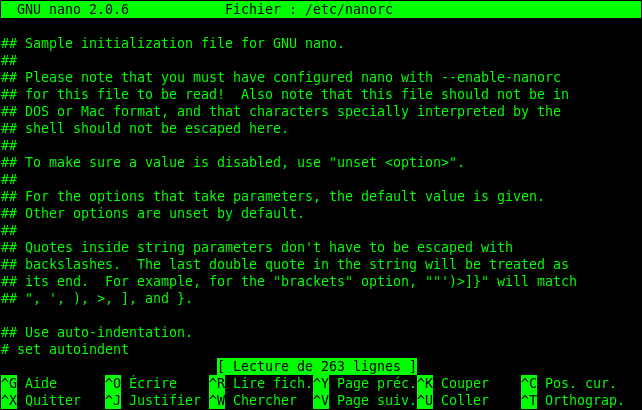 GNU nano 2.0.6 Fichier : /etc/nanorc
## Sample initialization file for GNU nano.
##
## Please note that you must have configured nano with --enable-nanorc
## for this file to be read!  Also note that this file should not be in
## DOS or Mac format, and that characters specially interpreted by the
## shell should not be escaped here.
##
## To make sure a value is disabled, use "unset <option>".
##
## For the options that take parameters, the default value is given.
## Other options are unset by default.
##
## Quotes inside string parameters don't have to be escaped with
## backslashes.  The last double quote in the string will be treated as
## its end.  For example, for the "brackets" option, ""')>]}" will match
## ", ', ), >, ], and }.
## Use auto-indentation.
# set autoindent
[ Lecture de 263 lignes ]
^G Aide ^O Écrire ^R Lire fich. ^Y Page préc. ^K Couper ^C Pos. cur.
^X Quitter ^J Justifier ^W Chercher ^V Page suiv. ^U Coller ^T Orthograp.